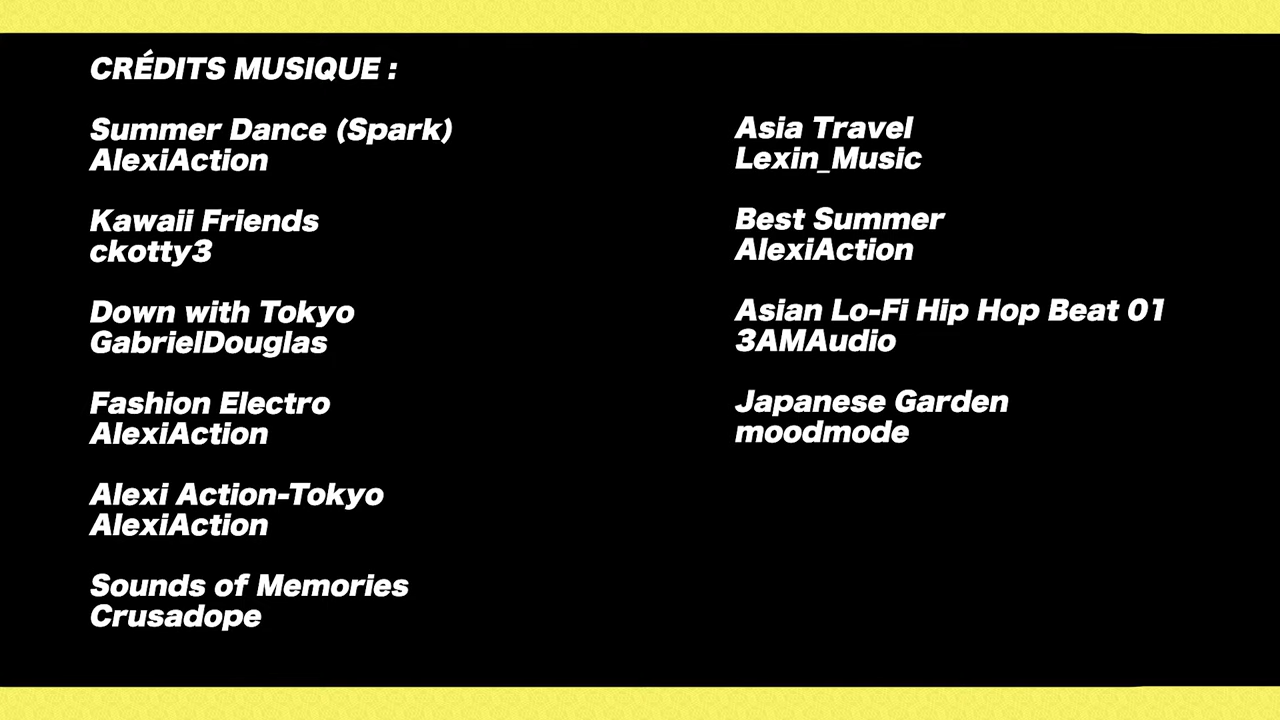 CRÉDITS MUSIQUE :
Summer Dance (Spark)
AlexiAction
Kawaii Friends
ckotty3
Down with Tokyo
GabrielDouglas
Fashion Electro
AlexiAction
Alexi Action-Tokyo
AlexiAction
Sounds of Memories
Crusadope
Asia Travel
Lexin_Music
Best Summer
AlexiAction
Asian Lo-Fi Hip Hop Beat 01
3AMAudio
Japanese Garden
moodmode